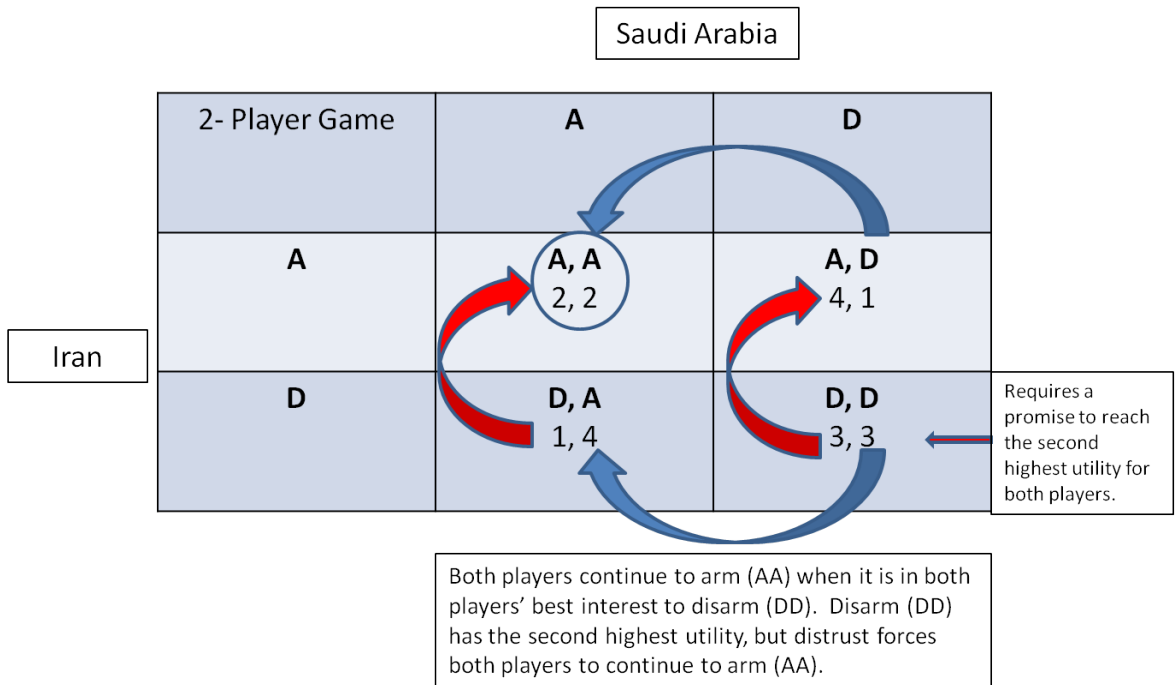 Saudi Arabia
2- Player Game
A
D
A
A, A
2, 2
A, D
4, 1
Iran
D
D, A
1, 4
D, D
3, 3
Requires a
promise to reach
the second
highest utility for
both players.
Both players continue to arm (AA) when it is in both
players’ best interest to disarm (DD).  Disarm (DD)
has the second highest utility, but distrust forces
both players to continue to arm (AA).